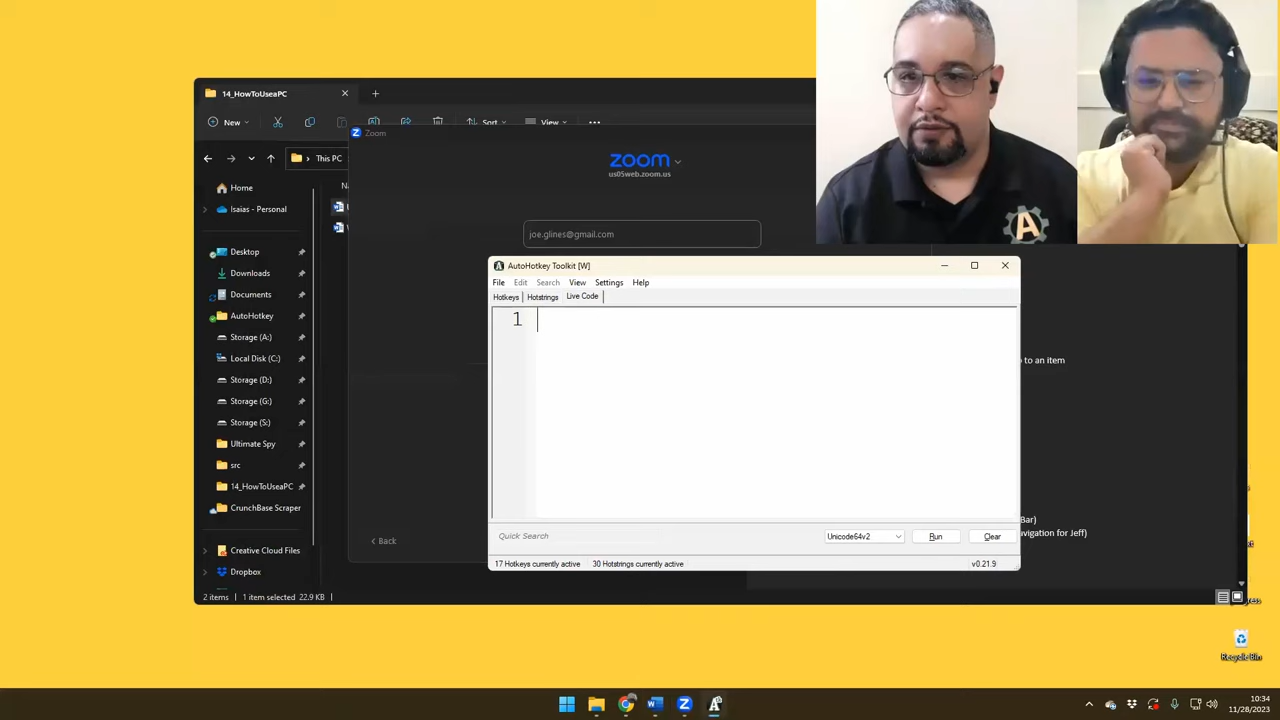 14_HowToUseaPC
New
Sort
View
This PC
Home
Isaias - Personal
Desktop
Downloads
Documents
AutoHotkey
Storage (A:)
Local Disk (C:)
Storage (D:)
Storage (G:)
Storage (S:)
Ultimate Spy
src
14_HowToUseaPC
CrunchBase Scraper
Creative Cloud Files
Dropbox
2 items
1 item selected 22.9 KB
Zoom
zoom
us05web.zoom.us
joe.glines@gmail.com
Back
AutoHotkey Toolkit [W]
File Edit Search View Settings Help
Hotkeys Hotstrings Live Code
1
Quick Search
Unicode64v2
Run
Clear
17 Hotkeys currently active
30 Hotstrings currently active
v0.21.9
to an item
Bar)
navigation for Jeff)
Recycle Bin
10:34
11/28/2023